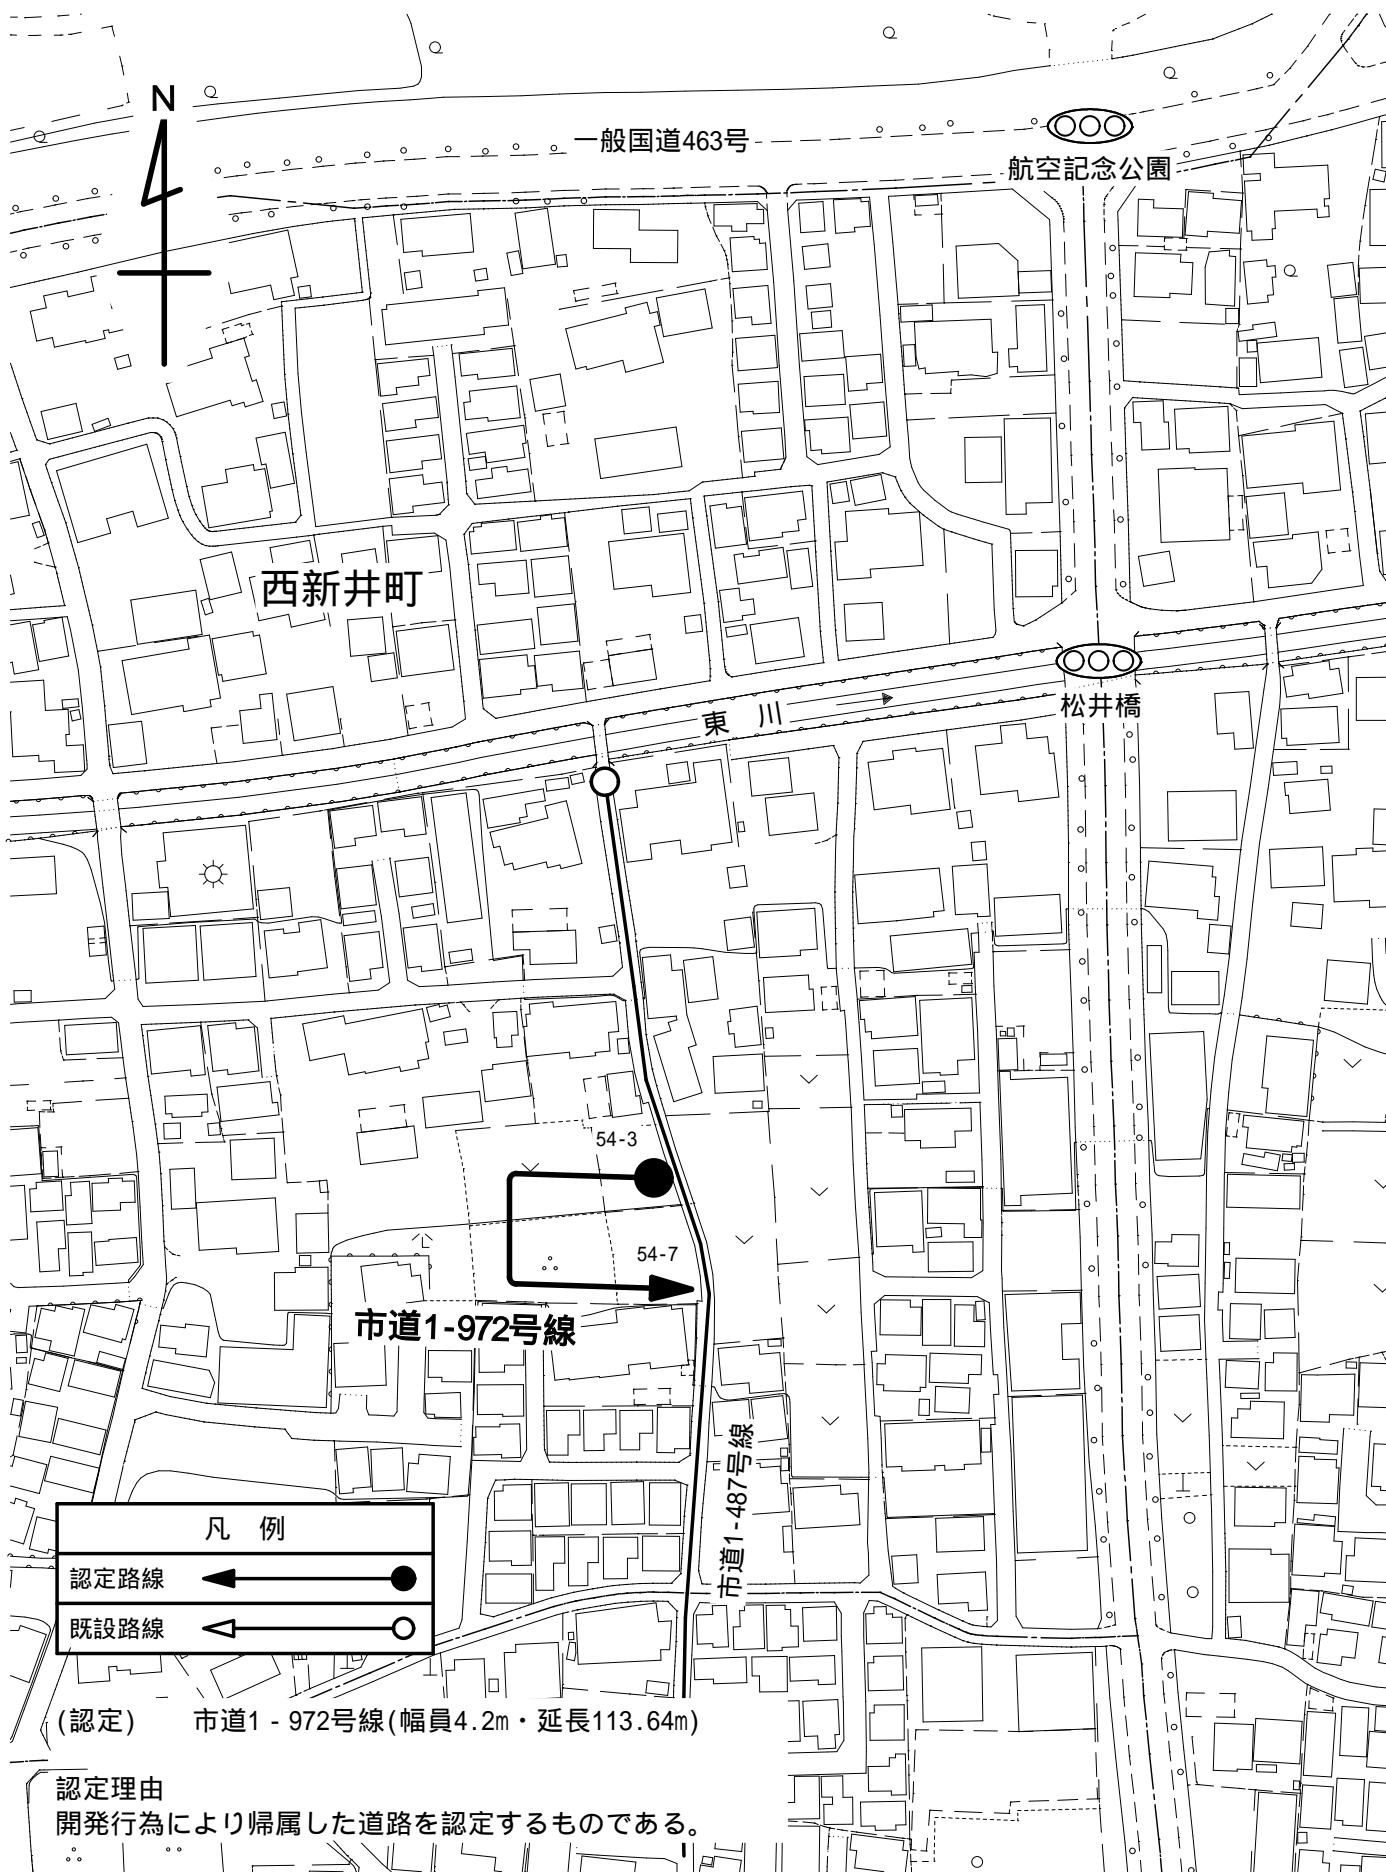 N
一般国道463号
航空記念公園
西新井町
東川
松井橋
54-3
54-7
市道1-972号線
市道1-487号線
凡 例
認定路線
既設路線
(認定) 市道1-972号線(幅員4.2m・延長113.64m)
認定理由
開発行為により帰属した道路を認定するものである。